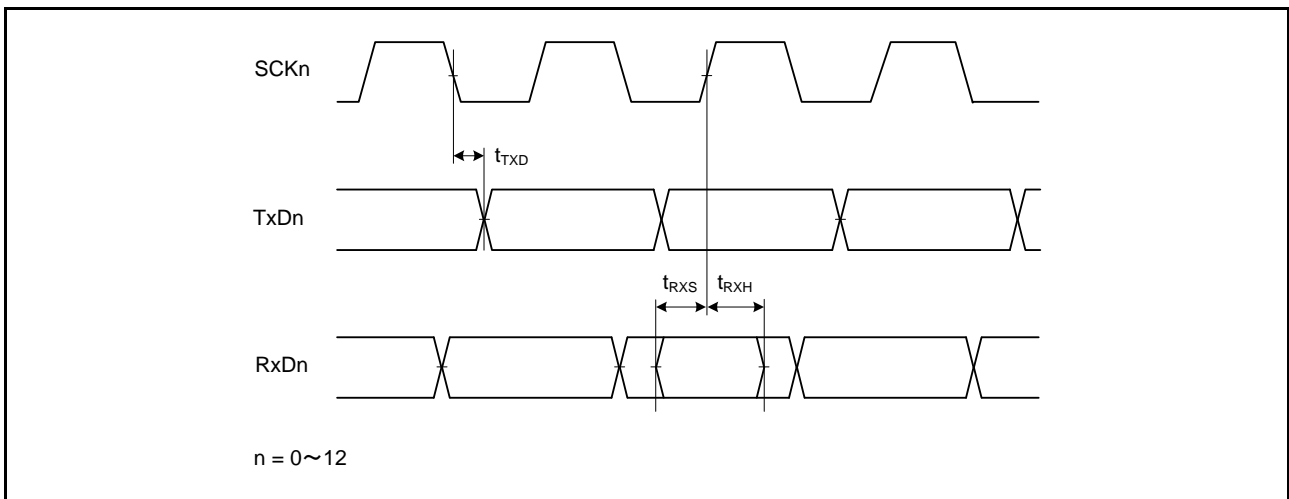 SCKn
tTXD
TxDn
tRXS tRXH
RxDn
n = 0～12